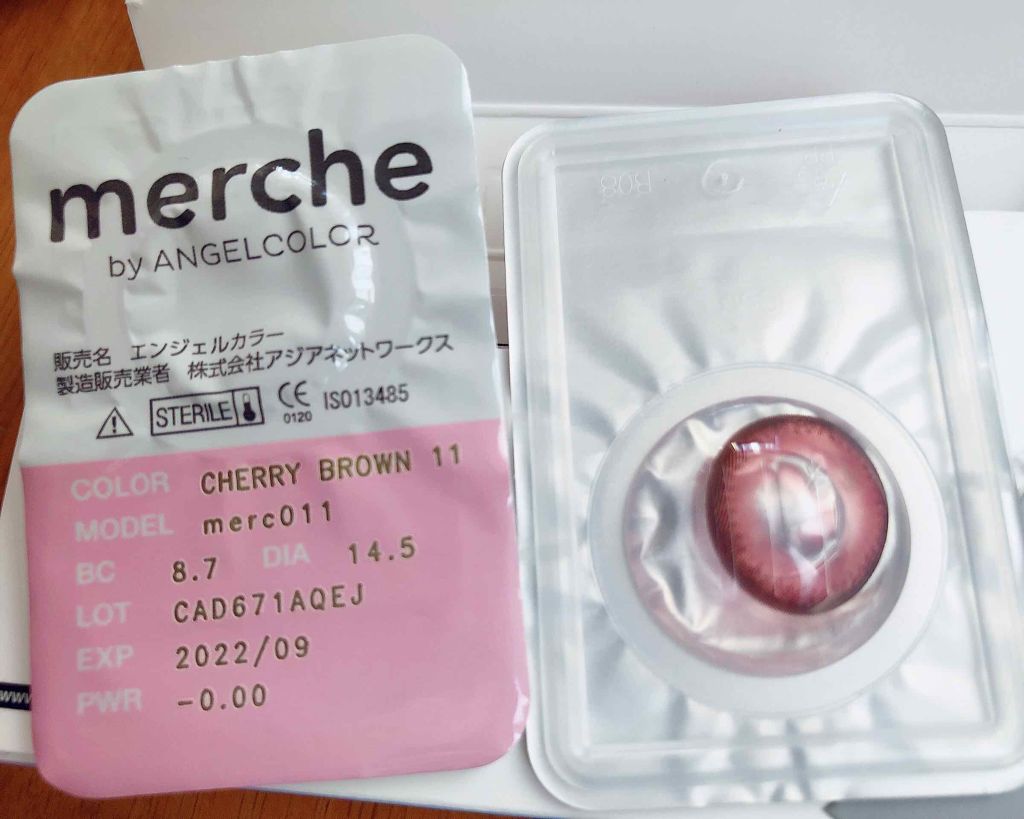 merche
by ANGELCOLOR
販売名 エンジェルカラー
製造販売業者 株式会社アジアネットワークス
STERILE CE 0120 ISO13485
COLOR CHERRY BROWN 11
MODEL merc011
BC 8.7 DIA 14.5
LOT CAD671AQEJ
EXP 2022/09
PWR -0.00
www